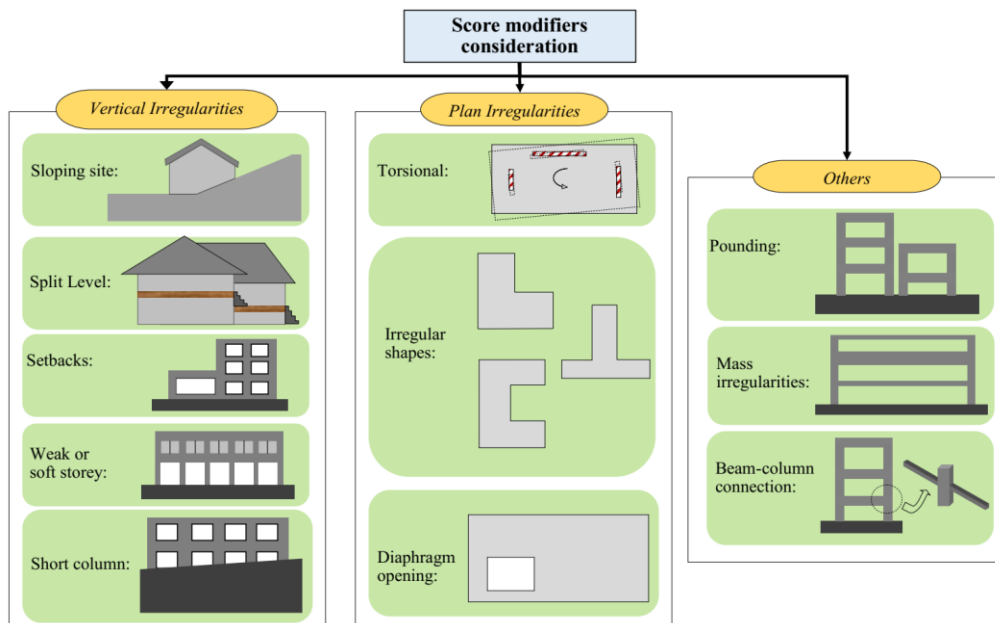 Score modifiers
consideration
Vertical Irregularities
Sloping site:
Split Level:
Setbacks:
Weak or
soft storey:
Short column:
Plan Irregularities
Torsional:
Irregular
shapes:
Diaphragm
opening:
Others
Pounding:
Mass
irregularities:
Beam-column
connection: